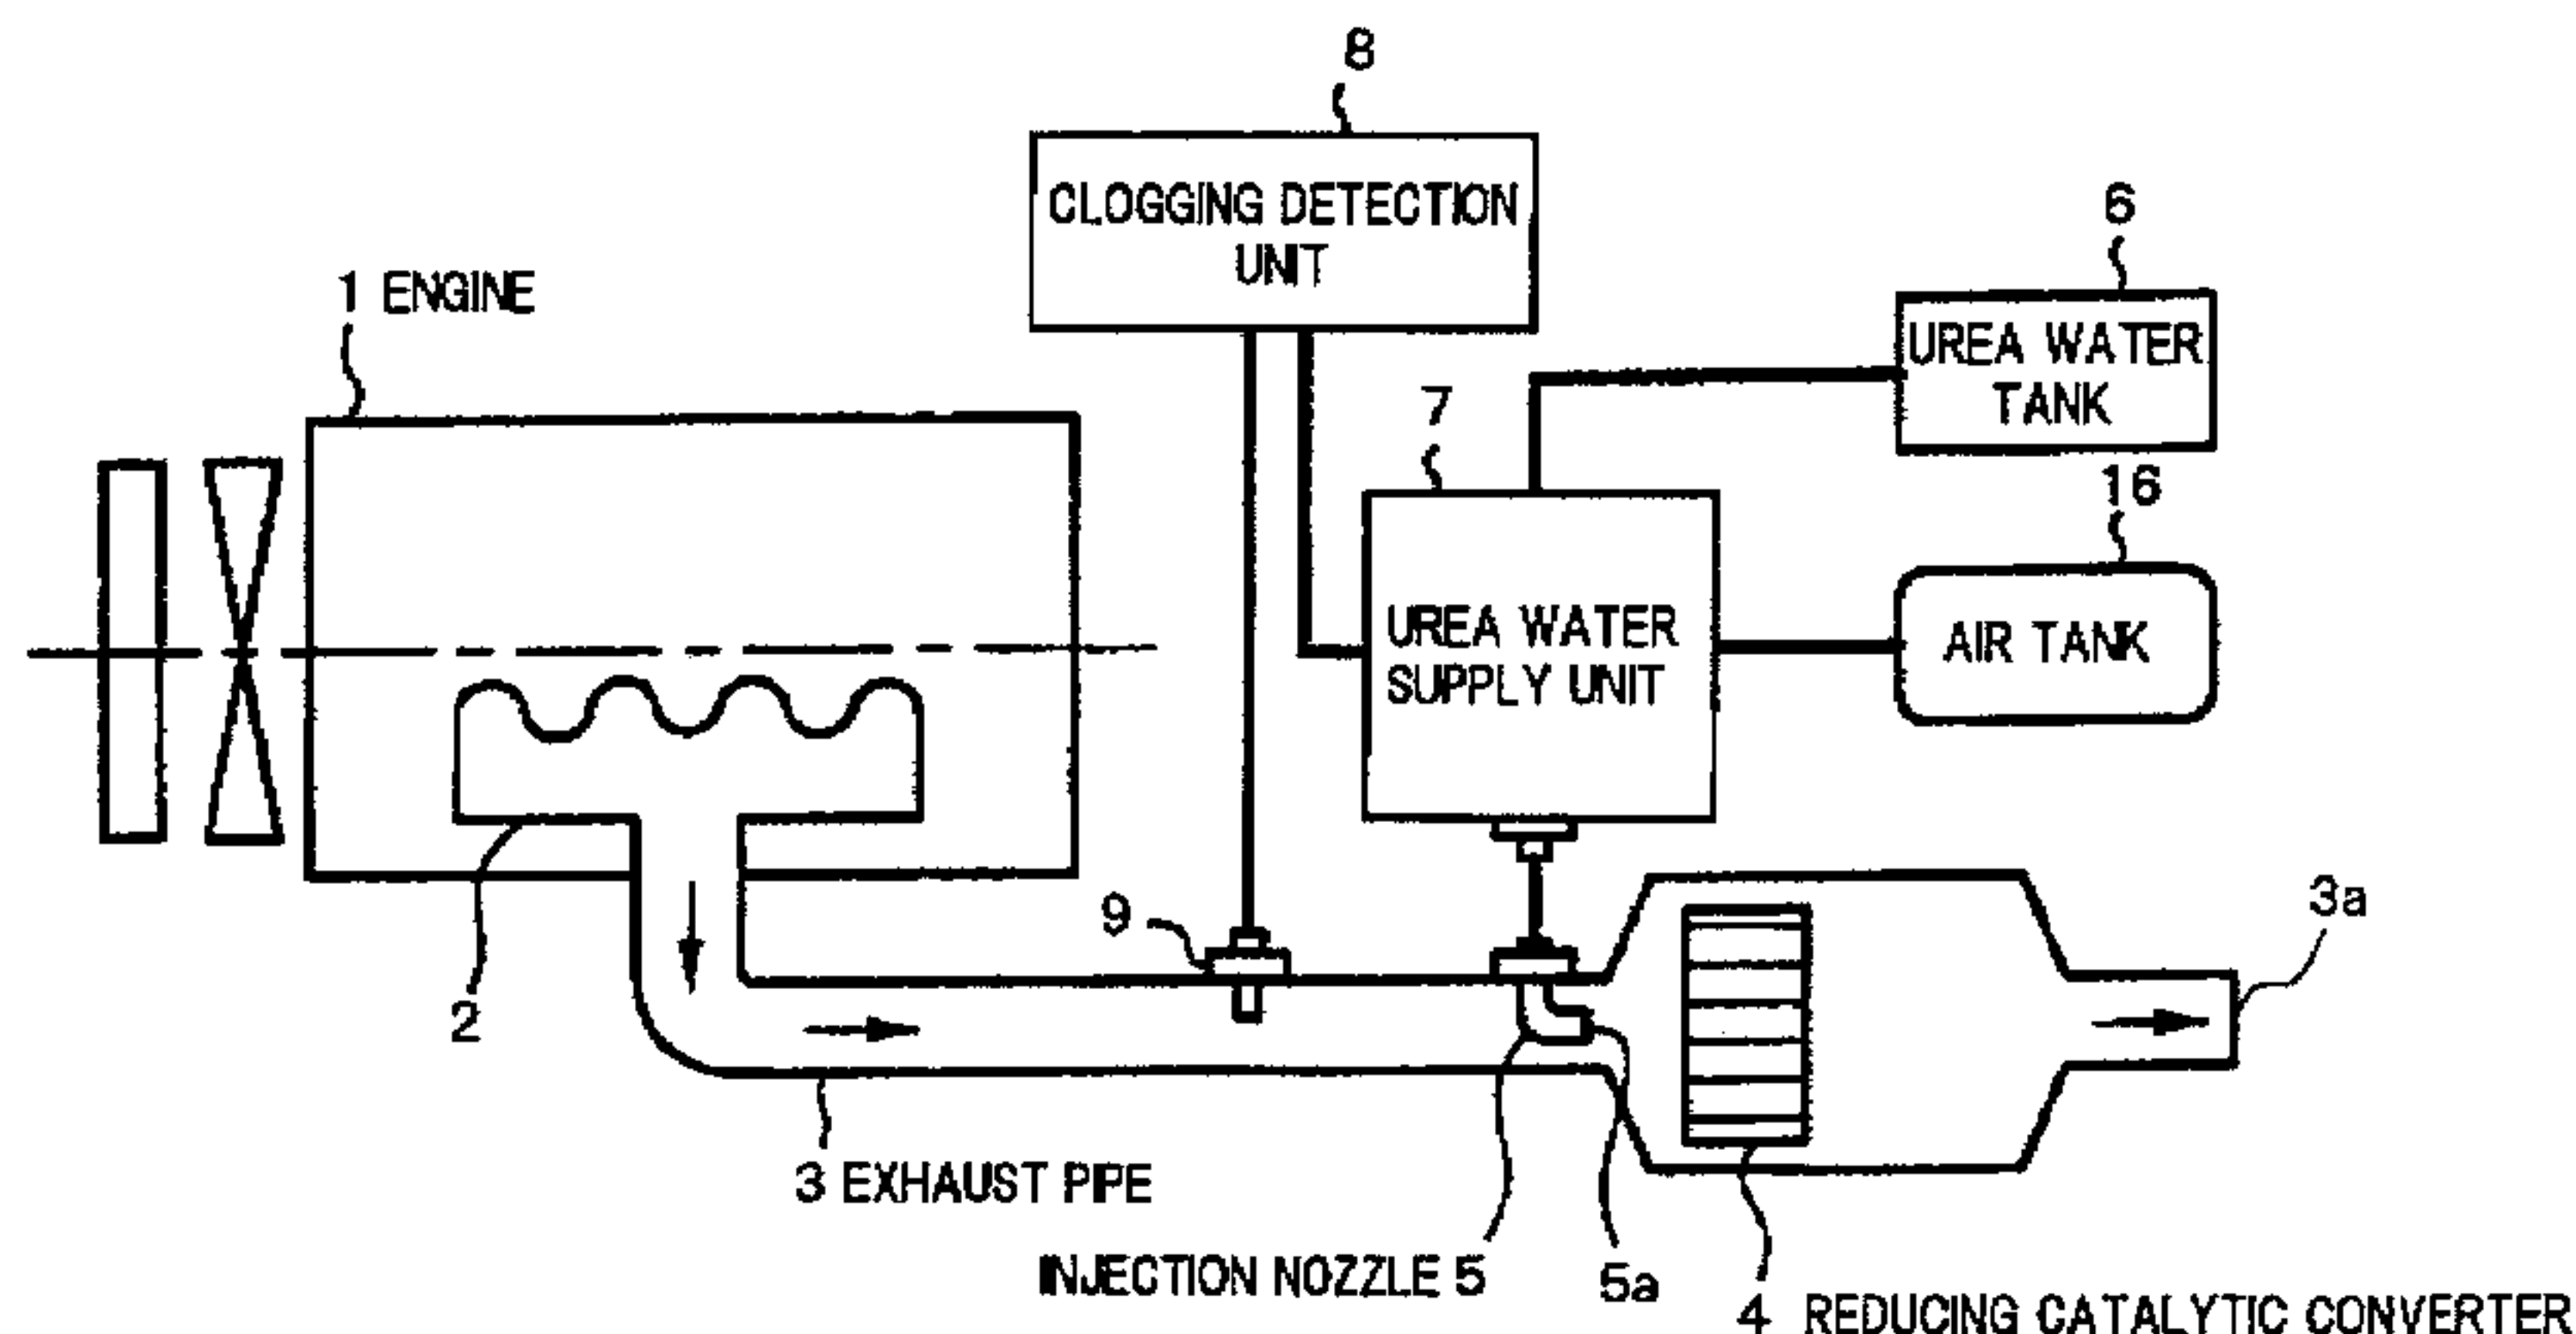 8
CLOGGING DETECTION
UNIT
6
1 ENGINE
UREA WATER
TANK
7
16
UREA WATER
SUPPLY UNIT
AIR TANK
9
3a
2
3 EXHAUST PIPE
INJECTION NOZZLE 5
5a
4 REDUCING CATALYTIC CONVERTER